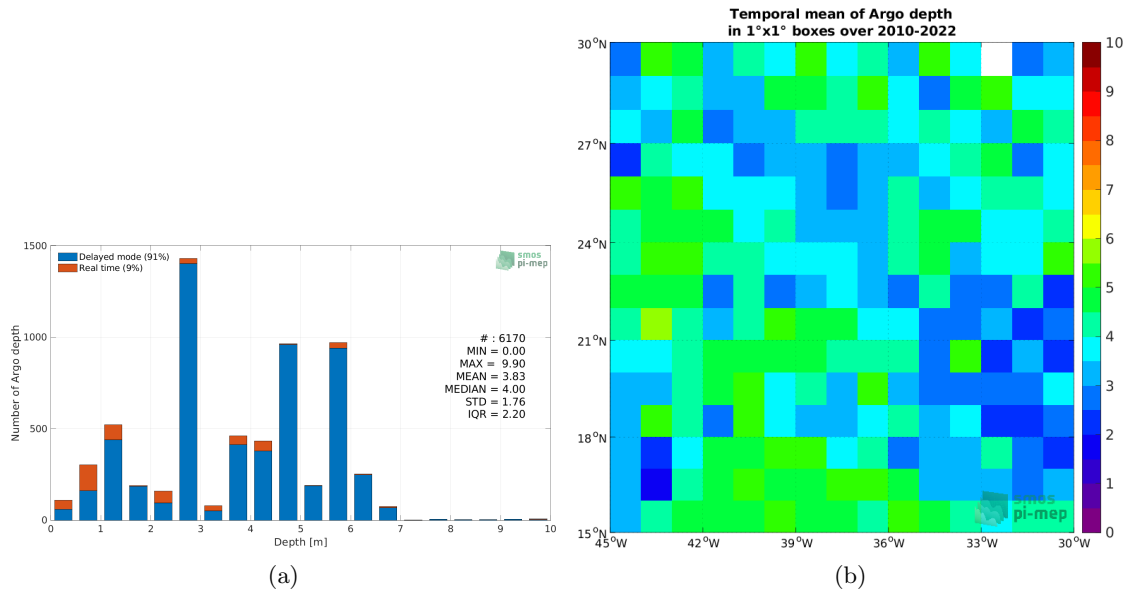 1500
1000
500
0
Number of Argo depth
Delayed mode (91%)
Real time (9%)
smos
pi-mep
# : 6170
MIN = 0.00
MAX = 9.90
MEAN = 3.83
MEDIAN = 4.00
STD = 1.76
IQR = 2.20
0 1 2 3 4 5 6 7 8 9 10
Depth [m]
(a)
Temporal mean of Argo depth
in 1°x1° boxes over 2010-2022
30°N
27°N
24°N
21°N
18°N
15°N
45°W 42°W 39°W 36°W 33°W 30°W
smos
pi-mep
10
9
8
7
6
5
4
3
2
1
0
(b)